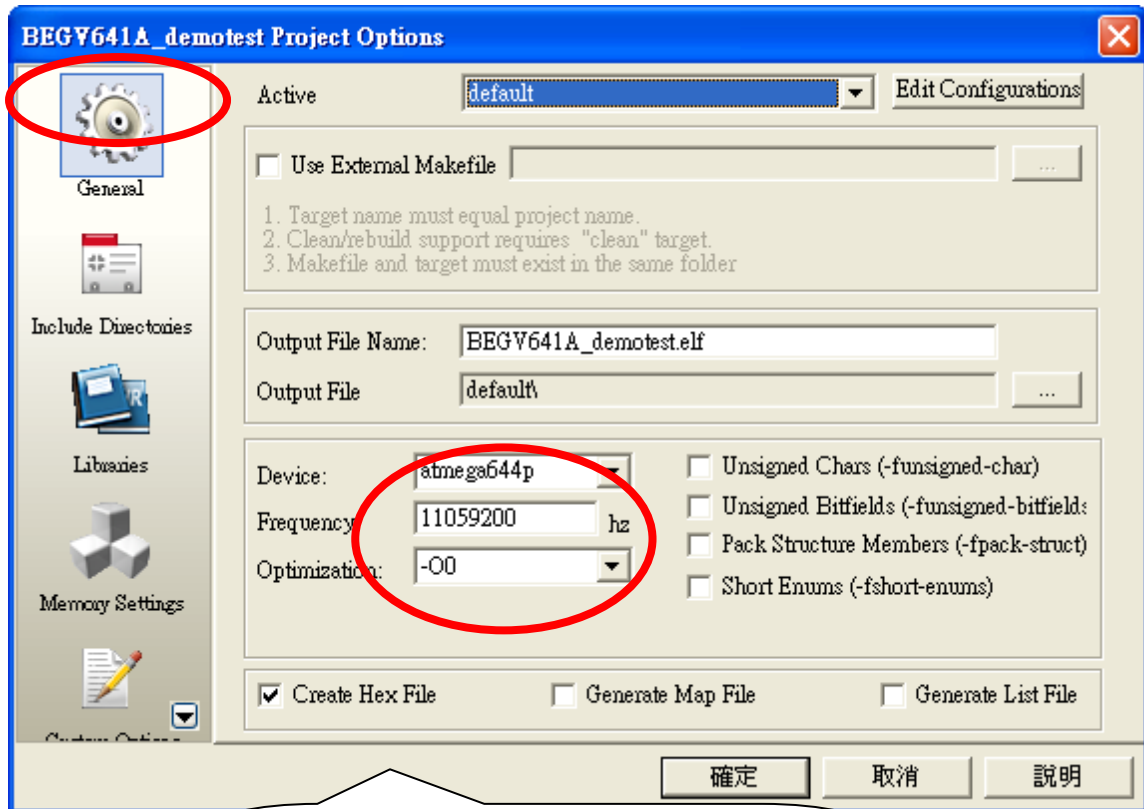 BEGV641A_demotest Project Options
General
Include Directories
Libraries
Memory Settings
Custom Options
Active
default
Edit Configurations
Use External Makefile
...
1. Target name must equal project name.
2. Clean/rebuild support requires "clean" target.
3. Makefile and target must exist in the same folder
Output File Name:
BEGV641A_demotest.elf
Output File
default\
...
Device:
atmega644p
Frequency
11059200
hz
Optimization:
-O0
Unsigned Chars (-funsigned-char)
Unsigned Bitfields (-funsigned-bitfields
Pack Structure Members (-fpack-struct)
Short Enums (-fshort-enums)
Create Hex File
Generate Map File
Generate List File
確定
取消
說明